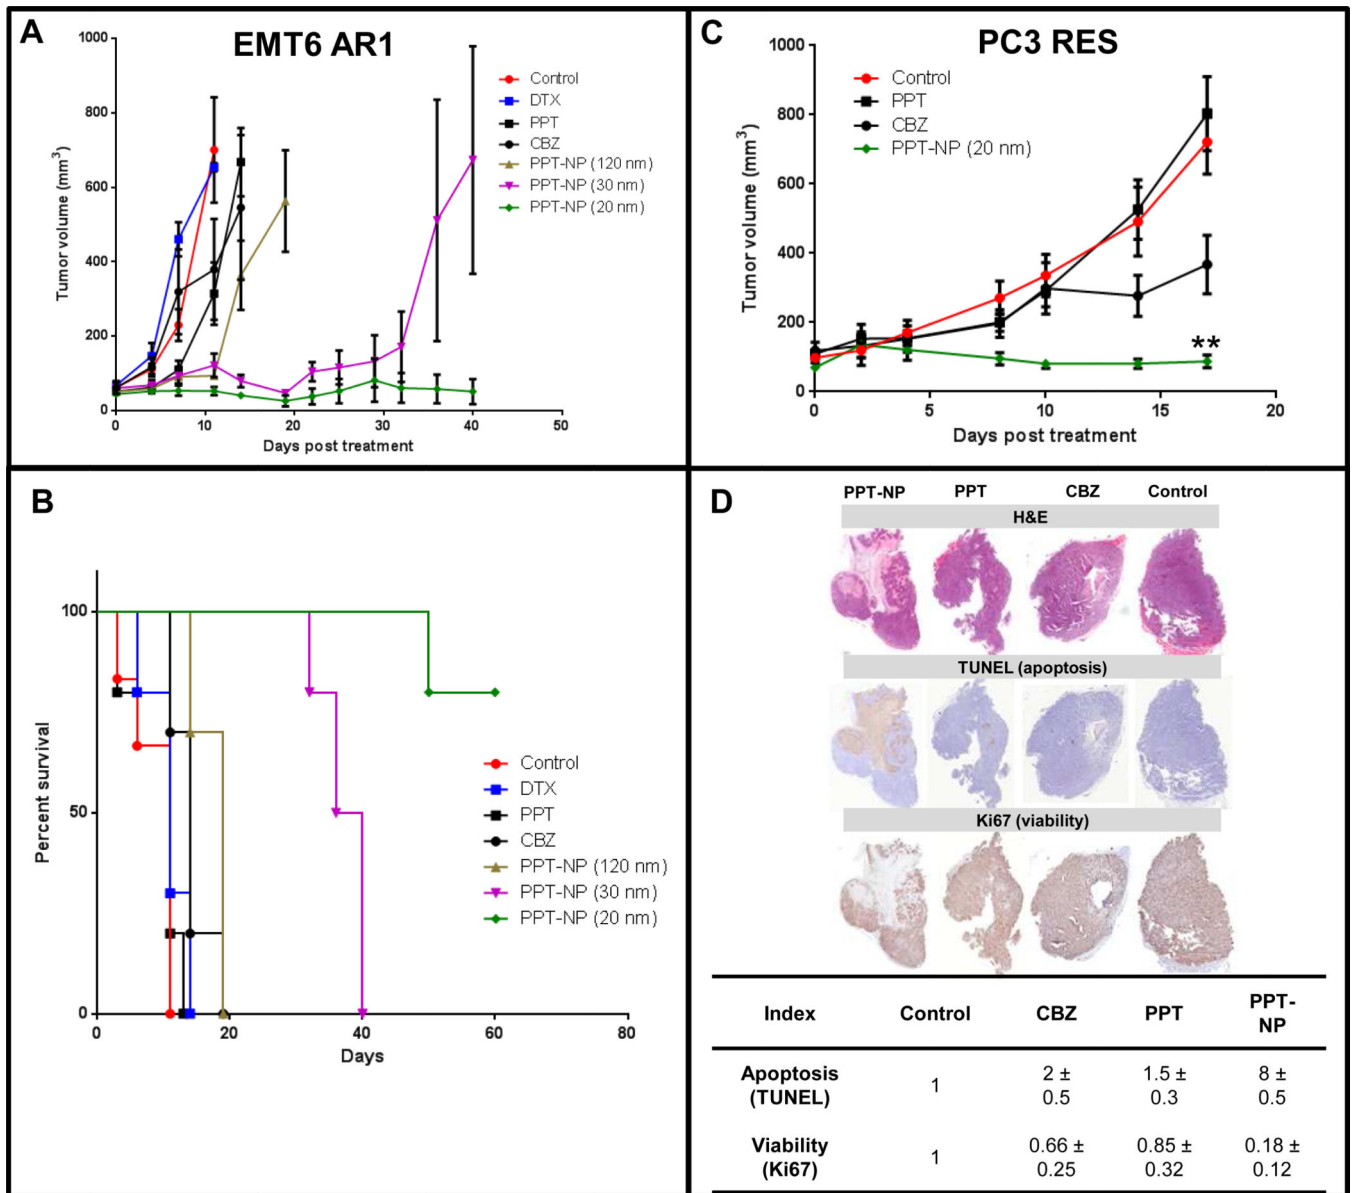 A
EMT6 AR1
1000
800
600
400
200
0
Tumor volume (mm³)
0 10 20 30 40 50
Days post treatment
Control
DTX
PPT
CBZ
PPT-NP (120 nm)
PPT-NP (30 nm)
PPT-NP (20 nm)
C
PC3 RES
1000
800
600
400
200
0
Tumor volume (mm³)
0 5 10 15 20
Days post treatment
Control
PPT
CBZ
PPT-NP (20 nm)
**
B
100
50
0
Percent survival
0 20 40 60 80
Days
Control
DTX
PPT
CBZ
PPT-NP (120 nm)
PPT-NP (30 nm)
PPT-NP (20 nm)
D
PPT-NP PPT CBZ Control
H&E
TUNEL (apoptosis)
Ki67 (viability)
Index Control CBZ PPT PPT-
NP
Apoptosis 1 2 ± 1.5 ± 8 ±
(TUNEL) 0.5 0.3 0.5
Viability 1 0.66 ± 0.85 ± 0.18 ±
(Ki67) 0.25 0.32 0.12